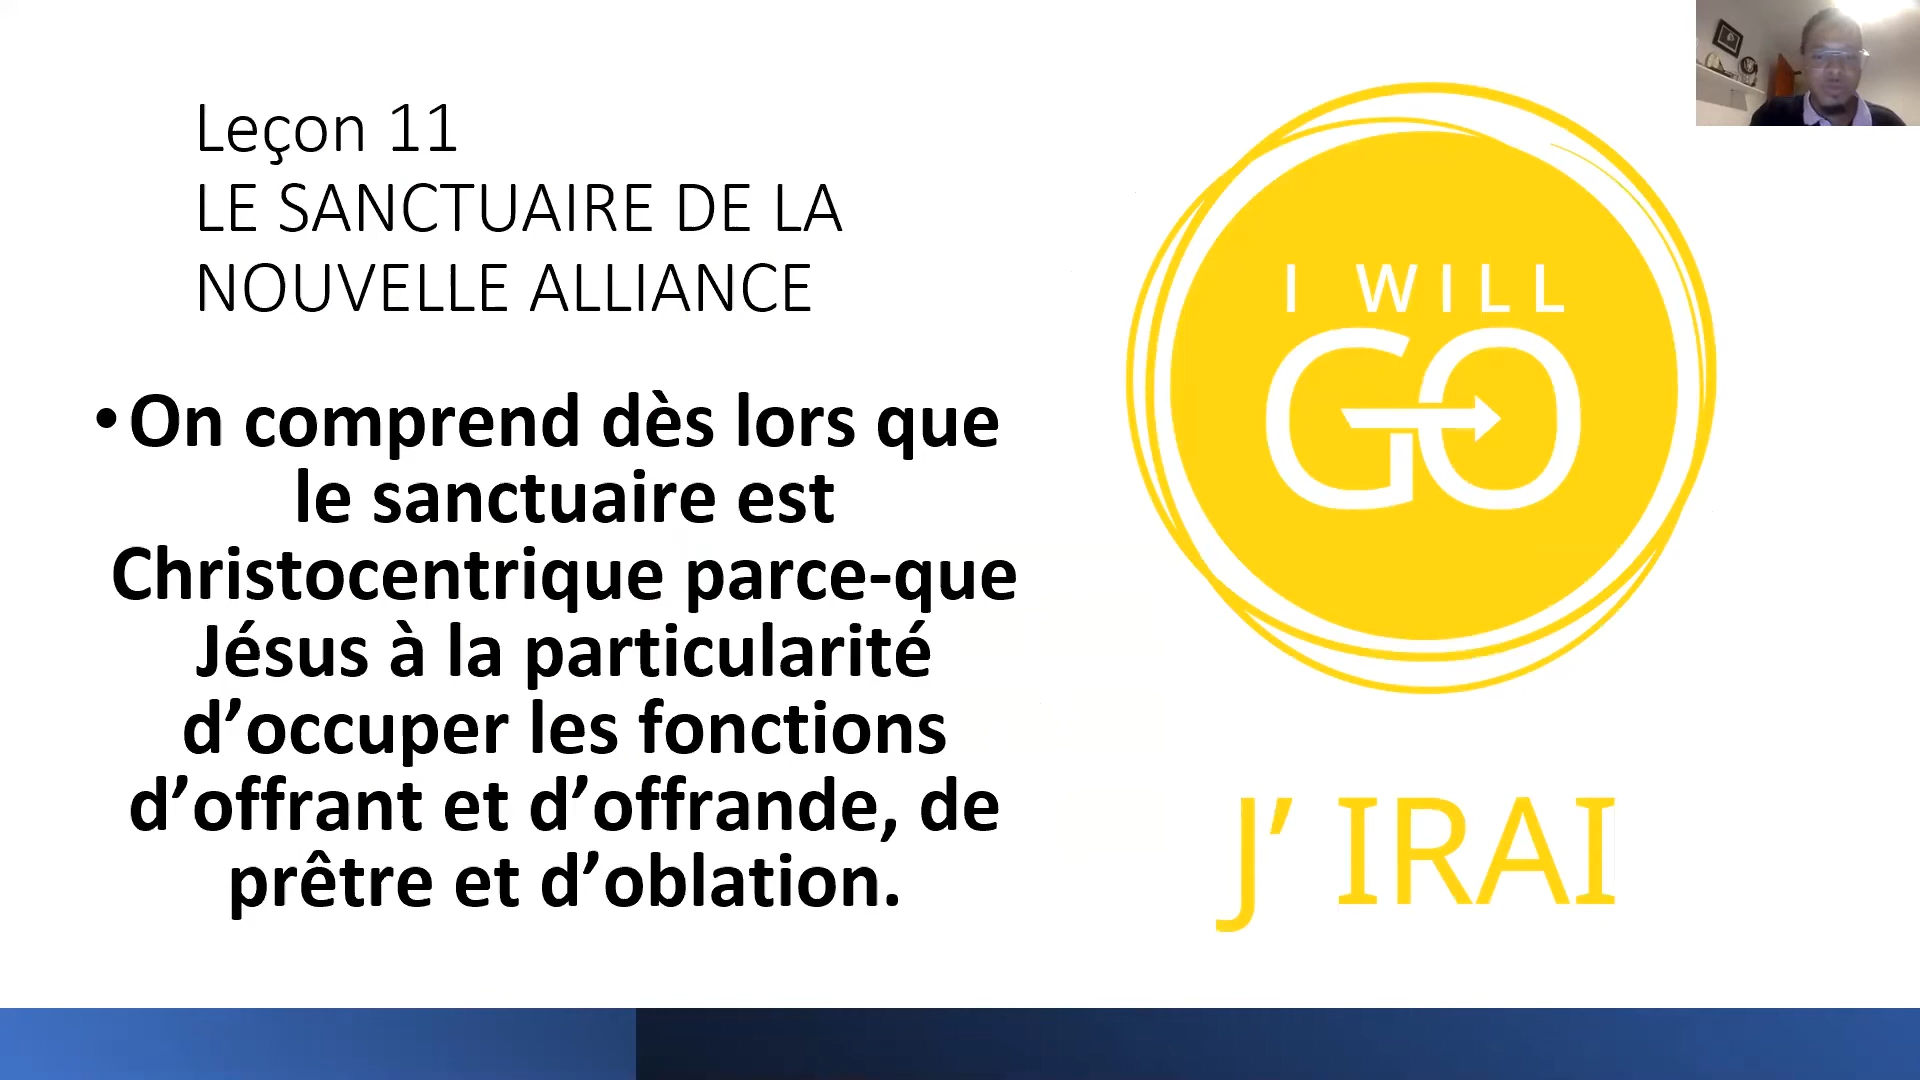 Leçon 11
LE SANCTUAIRE DE LA
NOUVELLE ALLIANCE
•On comprend dès lors que
le sanctuaire est
Christocentrique parce-que
Jésus à la particularité
d’occuper les fonctions
d’offrant et d’offrande, de
prêtre et d’oblation.
I WILL
GO
J’ IRAI